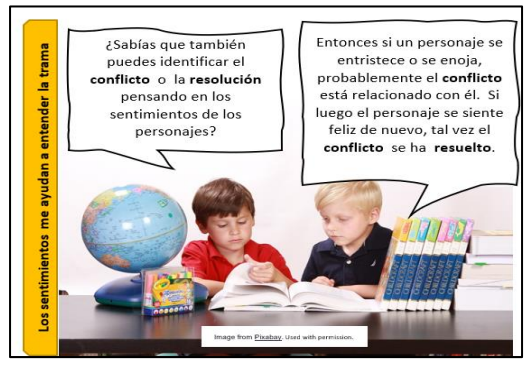 Los sentimientos me ayudan a entender la trama
¿Sabías que también
puedes identificar el
conflicto o la resolución
pensando en los
sentimientos de los
personajes?
Entonces si un personaje se
entristece o se enoja,
probablemente el conflicto
está relacionado con él. Si
luego el personaje se siente
feliz de nuevo, tal vez el
conflicto se ha resuelto.
Image from Pixabay. Used with permission.